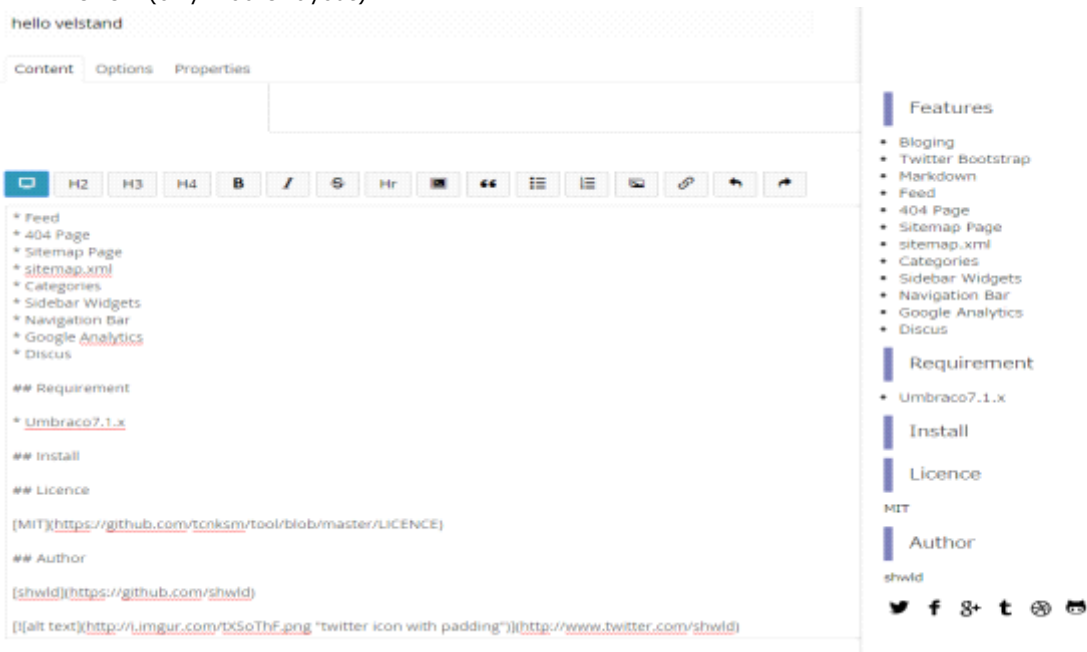 hello velstand
Content Options Properties
H2 H3 H4 B I S Hr
* Feed
* 404 Page
* Sitemap Page
* sitemap.xml
* Categories
* Sidebar Widgets
* Navigation Bar
* Google Analytics
* Discus
## Requirement
* Umbraco7.1.x
## Install
## Licence
[MIT](https://github.com/tcnksm/tool/blob/master/LICENCE)
## Author
[shwld](https://github.com/shwld)
[![alt text](http://i.imgur.com/tXSoThF.png "twitter icon with padding")](http://www.twitter.com/shwld)
Features
• Bloging
• Twitter Bootstrap
• Markdown
• Feed
• 404 Page
• Sitemap Page
• sitemap.xml
• Categories
• Sidebar Widgets
• Navigation Bar
• Google Analytics
• Discus
Requirement
• Umbraco7.1.x
Install
Licence
MIT
Author
shwld